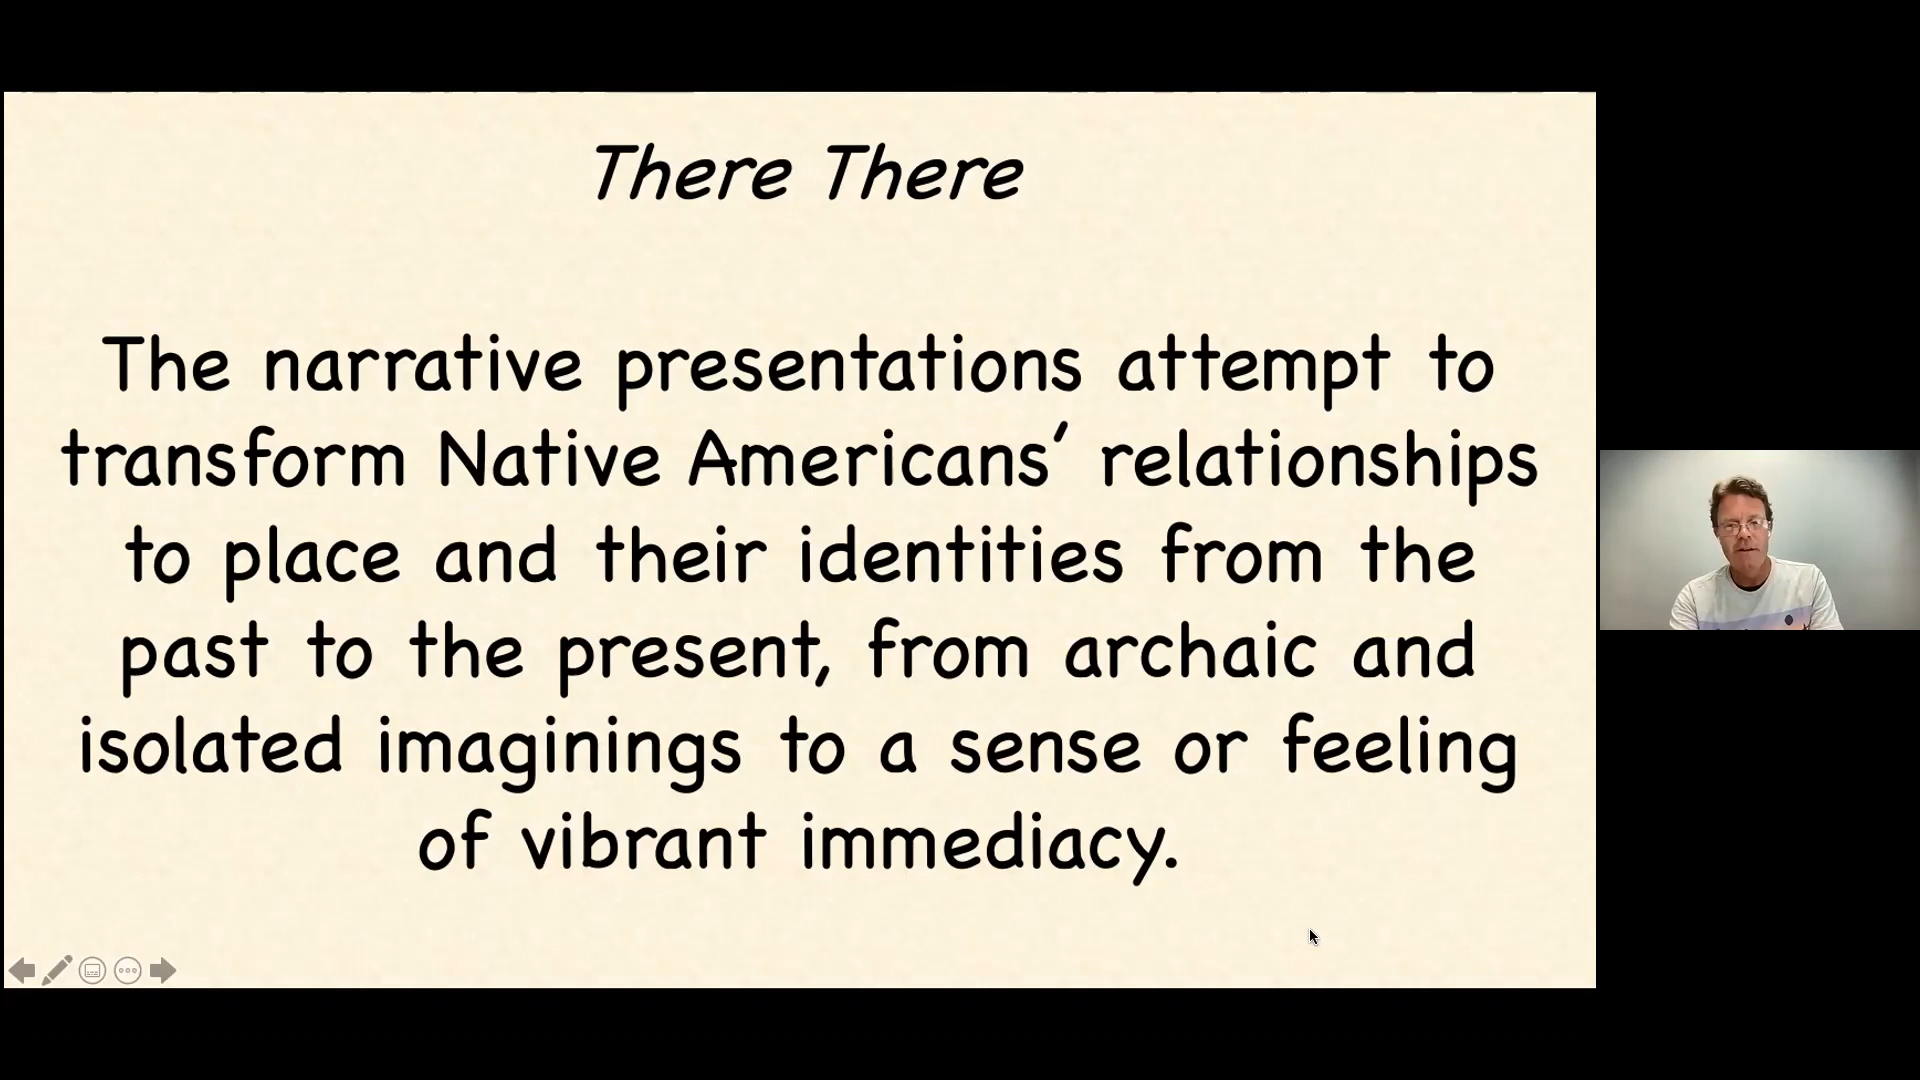 There There
The narrative presentations attempt to
transform Native Americans’ relationships
to place and their identities from the
past to the present, from archaic and
isolated imaginings to a sense or feeling
of vibrant immediacy.